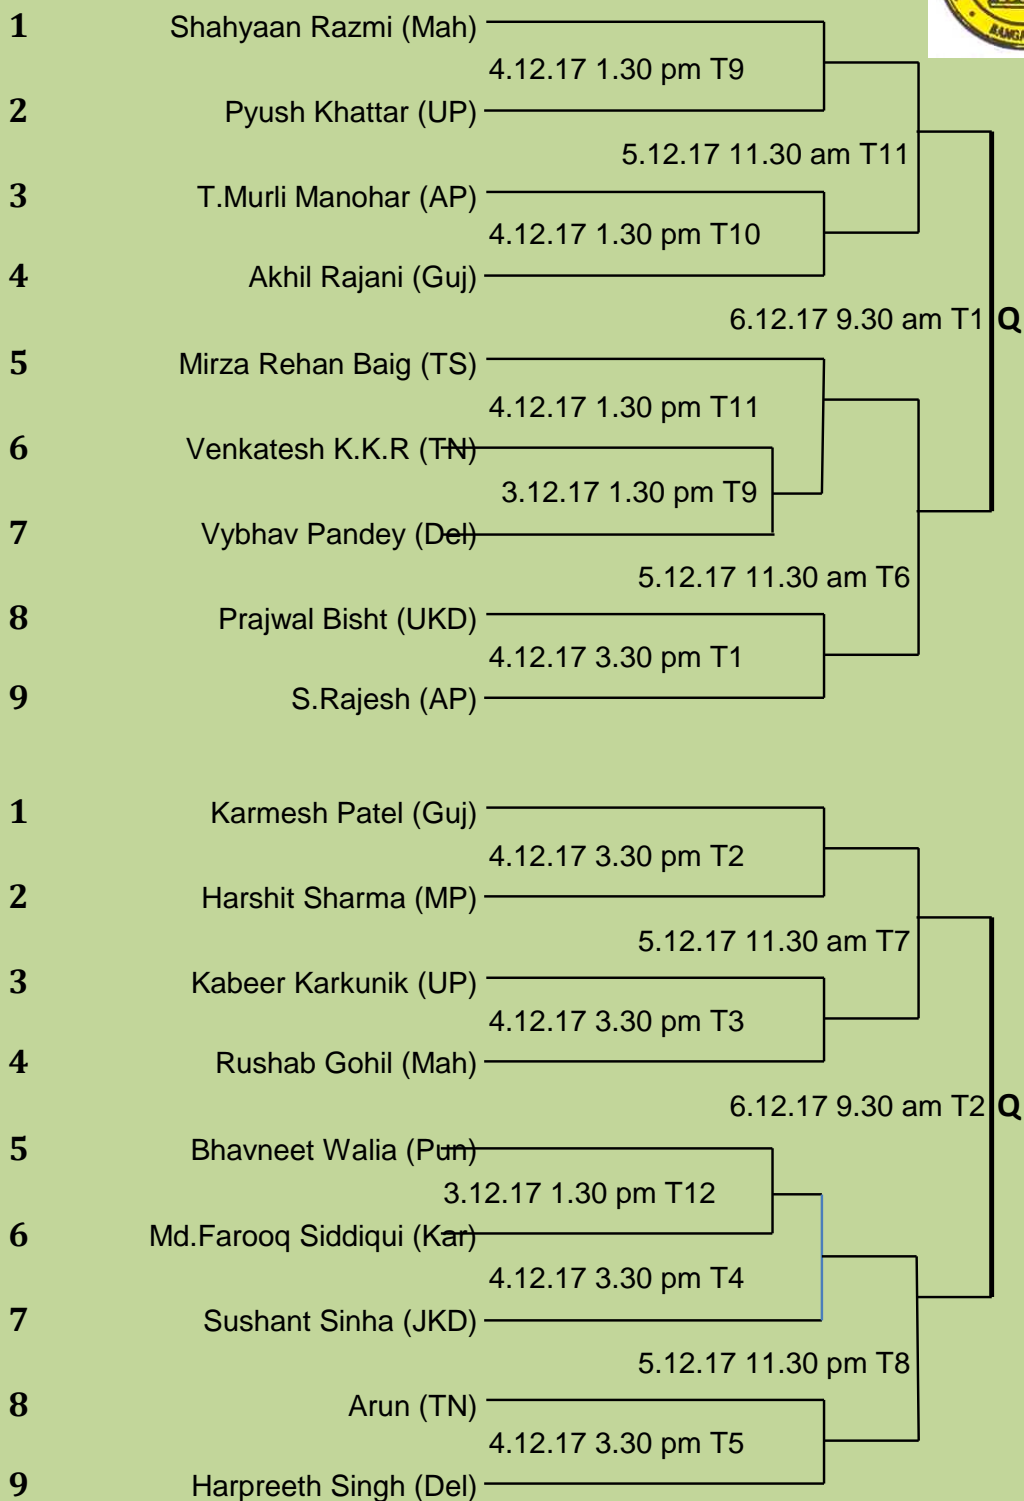 1 Shahyaan Razmi (Mah)
4.12.17 1.30 pm T9
2 Pyush Khattar (UP)
5.12.17 11.30 am T11
3 T.Murli Manohar (AP)
4.12.17 1.30 pm T10
4 Akhil Rajani (Guj)
6.12.17 9.30 am T1 Q
5 Mirza Rehan Baig (TS)
4.12.17 1.30 pm T11
6 Venkatesh K.K.R (TN)
3.12.17 1.30 pm T9
7 Vybhav Pandey (Del)
5.12.17 11.30 am T6
8 Prajwal Bisht (UKD)
4.12.17 3.30 pm T1
9 S.Rajesh (AP)
1 Karmesh Patel (Guj)
4.12.17 3.30 pm T2
2 Harshit Sharma (MP)
5.12.17 11.30 am T7
3 Kabeer Karkunik (UP)
4.12.17 3.30 pm T3
4 Rushab Gohil (Mah)
6.12.17 9.30 am T2 Q
5 Bhavneet Walia (Pun)
3.12.17 1.30 pm T12
6 Md.Farooq Siddiqui (Kar)
4.12.17 3.30 pm T4
7 Sushant Sinha (JKD)
5.12.17 11.30 pm T8
8 Arun (TN)
4.12.17 3.30 pm T5
9 Harpreeth Singh (Del)